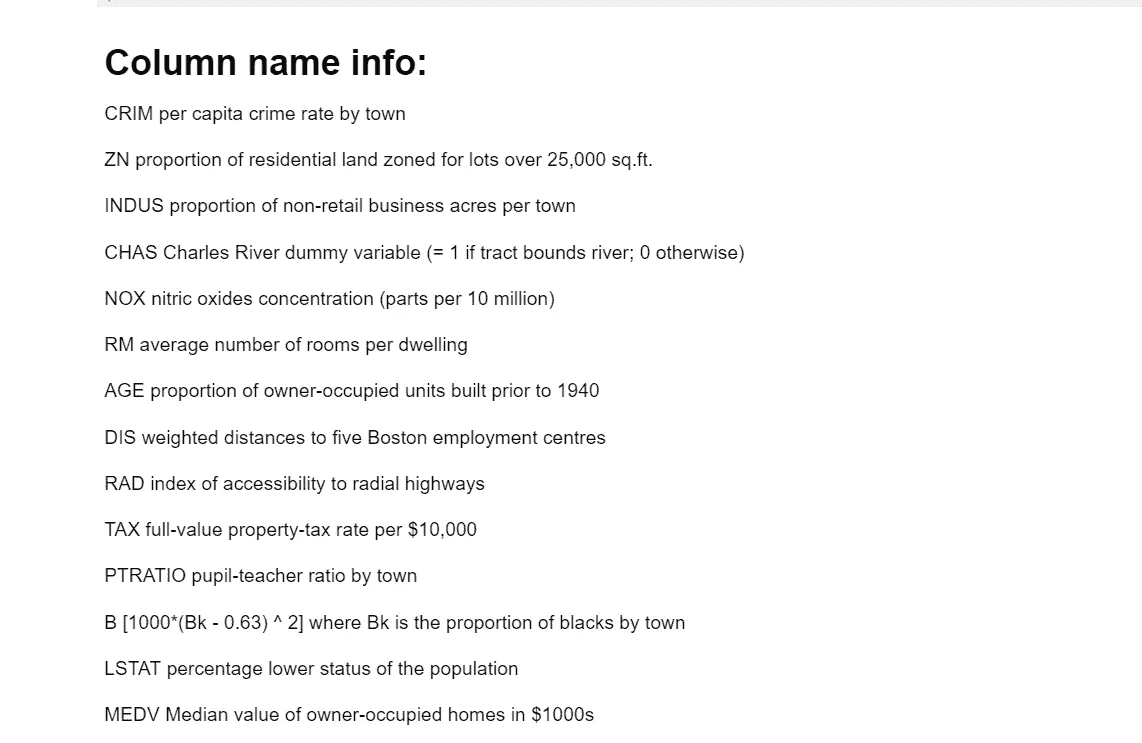 Column name info:
CRIM per capita crime rate by town
ZN proportion of residential land zoned for lots over 25,000 sq.ft.
INDUS proportion of non-retail business acres per town
CHAS Charles River dummy variable (= 1 if tract bounds river; 0 otherwise)
NOX nitric oxides concentration (parts per 10 million)
RM average number of rooms per dwelling
AGE proportion of owner-occupied units built prior to 1940
DIS weighted distances to five Boston employment centres
RAD index of accessibility to radial highways
TAX full-value property-tax rate per $10,000
PTRATIO pupil-teacher ratio by town
B [1000*(Bk - 0.63) ^ 2] where Bk is the proportion of blacks by town
LSTAT percentage lower status of the population
MEDV Median value of owner-occupied homes in $1000s